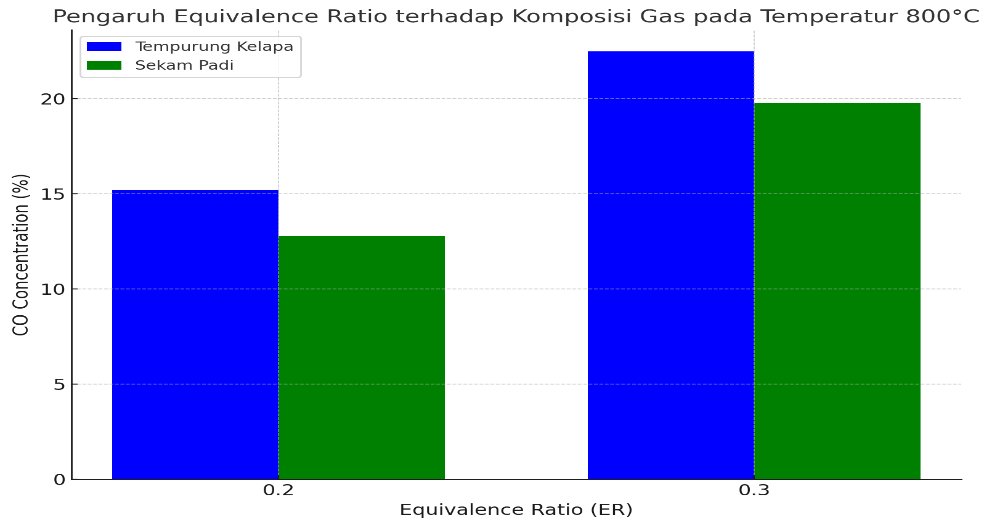 Pengaruh Equivalence Ratio terhadap Komposisi Gas pada Temperatur 800°C
Tempurung Kelapa
Sekam Padi
CO Concentration (%)
20
15
10
5
0
0.2
0.3
Equivalence Ratio (ER)